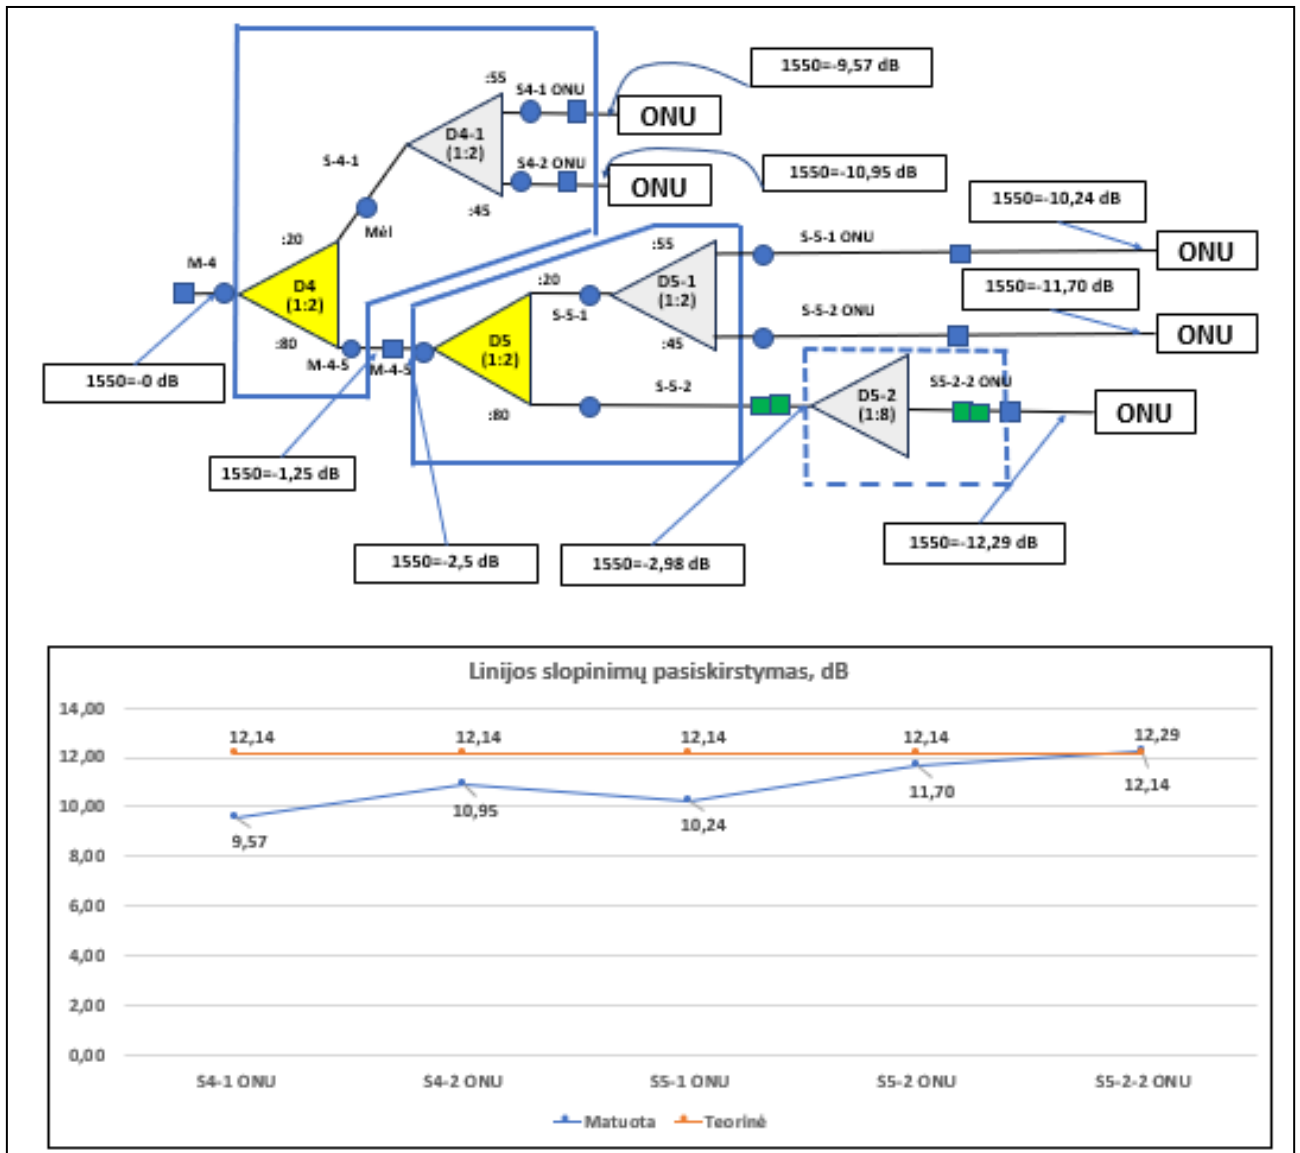 1550=-9,57 dB
:55
S4-1 ONU
ONU
D4-1
(1:2)
S-4-1
S4-2 ONU
ONU
1550=-10,95 dB
:45
Mėl
1550=-10,24 dB
:20
M-4
D4
(1:2)
:80
M-4-5
M-4-5
:55
S-5-1 ONU
ONU
:20
D5-1
(1:2)
S-5-1
1550=-11,70 dB
S-5-2 ONU
ONU
:45
D5
(1:2)
:80
S-5-2
D5-2
(1:8)
S5-2-2 ONU
ONU
1550=-0 dB
1550=-1,25 dB
1550=-2,5 dB
1550=-2,98 dB
1550=-12,29 dB
Linijos slopinimų pasiskirstymas, dB
14,00
12,00
10,00
8,00
6,00
4,00
2,00
0,00
12,14
12,14
12,14
12,14
12,29
9,57
10,95
10,24
11,70
12,14
S4-1 ONU
S4-2 ONU
S5-1 ONU
S5-2 ONU
S5-2-2 ONU
Matuota
Teorinė